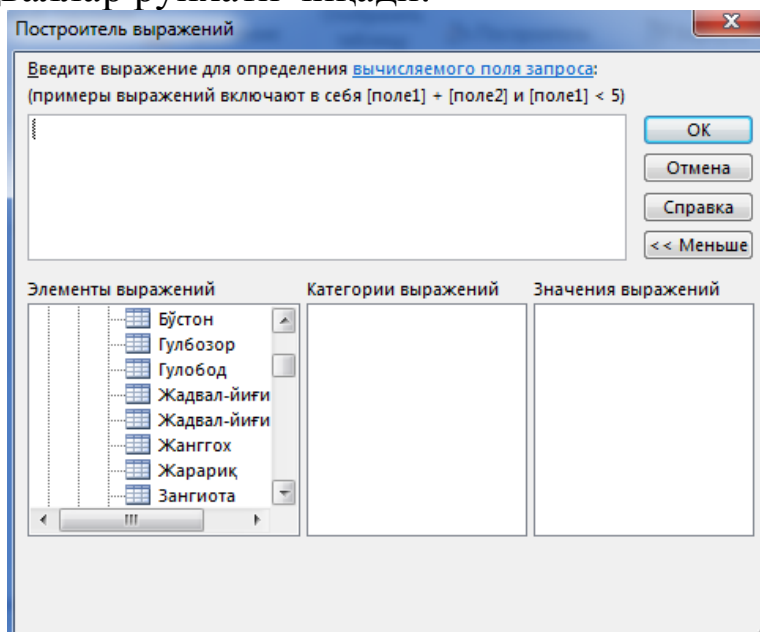 Построитель выражений
Введите выражение для определения вычисляемого поля запроса:
(примеры выражений включают в себя [поле1] + [поле2] и [поле1] < 5)
ОК
Отмена
Справка
<< Меньше
Элементы выражений
Категории выражений
Значения выражений
Бўстон
Гулбозор
Гулобод
Жадвал-йиғи
Жадвал-йиғи
Жанггох
Жарариқ
Зангиота